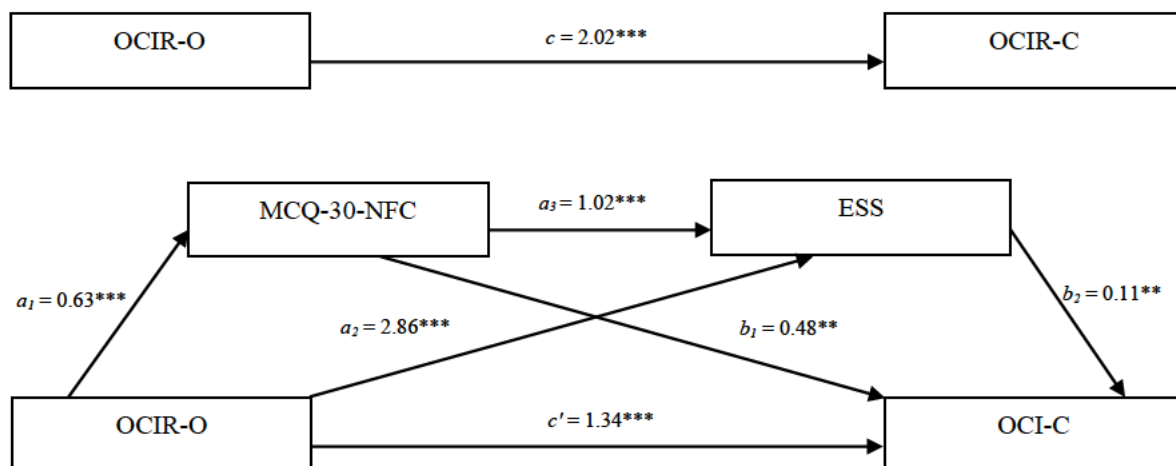 OCIR-O
c = 2.02***
OCIR-C
MCQ-30-NFC
a₃ = 1.02***
ESS
a₁ = 0.63***
a₂ = 2.86***
b₁ = 0.48**
b₂ = 0.11**
OCIR-O
c' = 1.34***
OCI-C